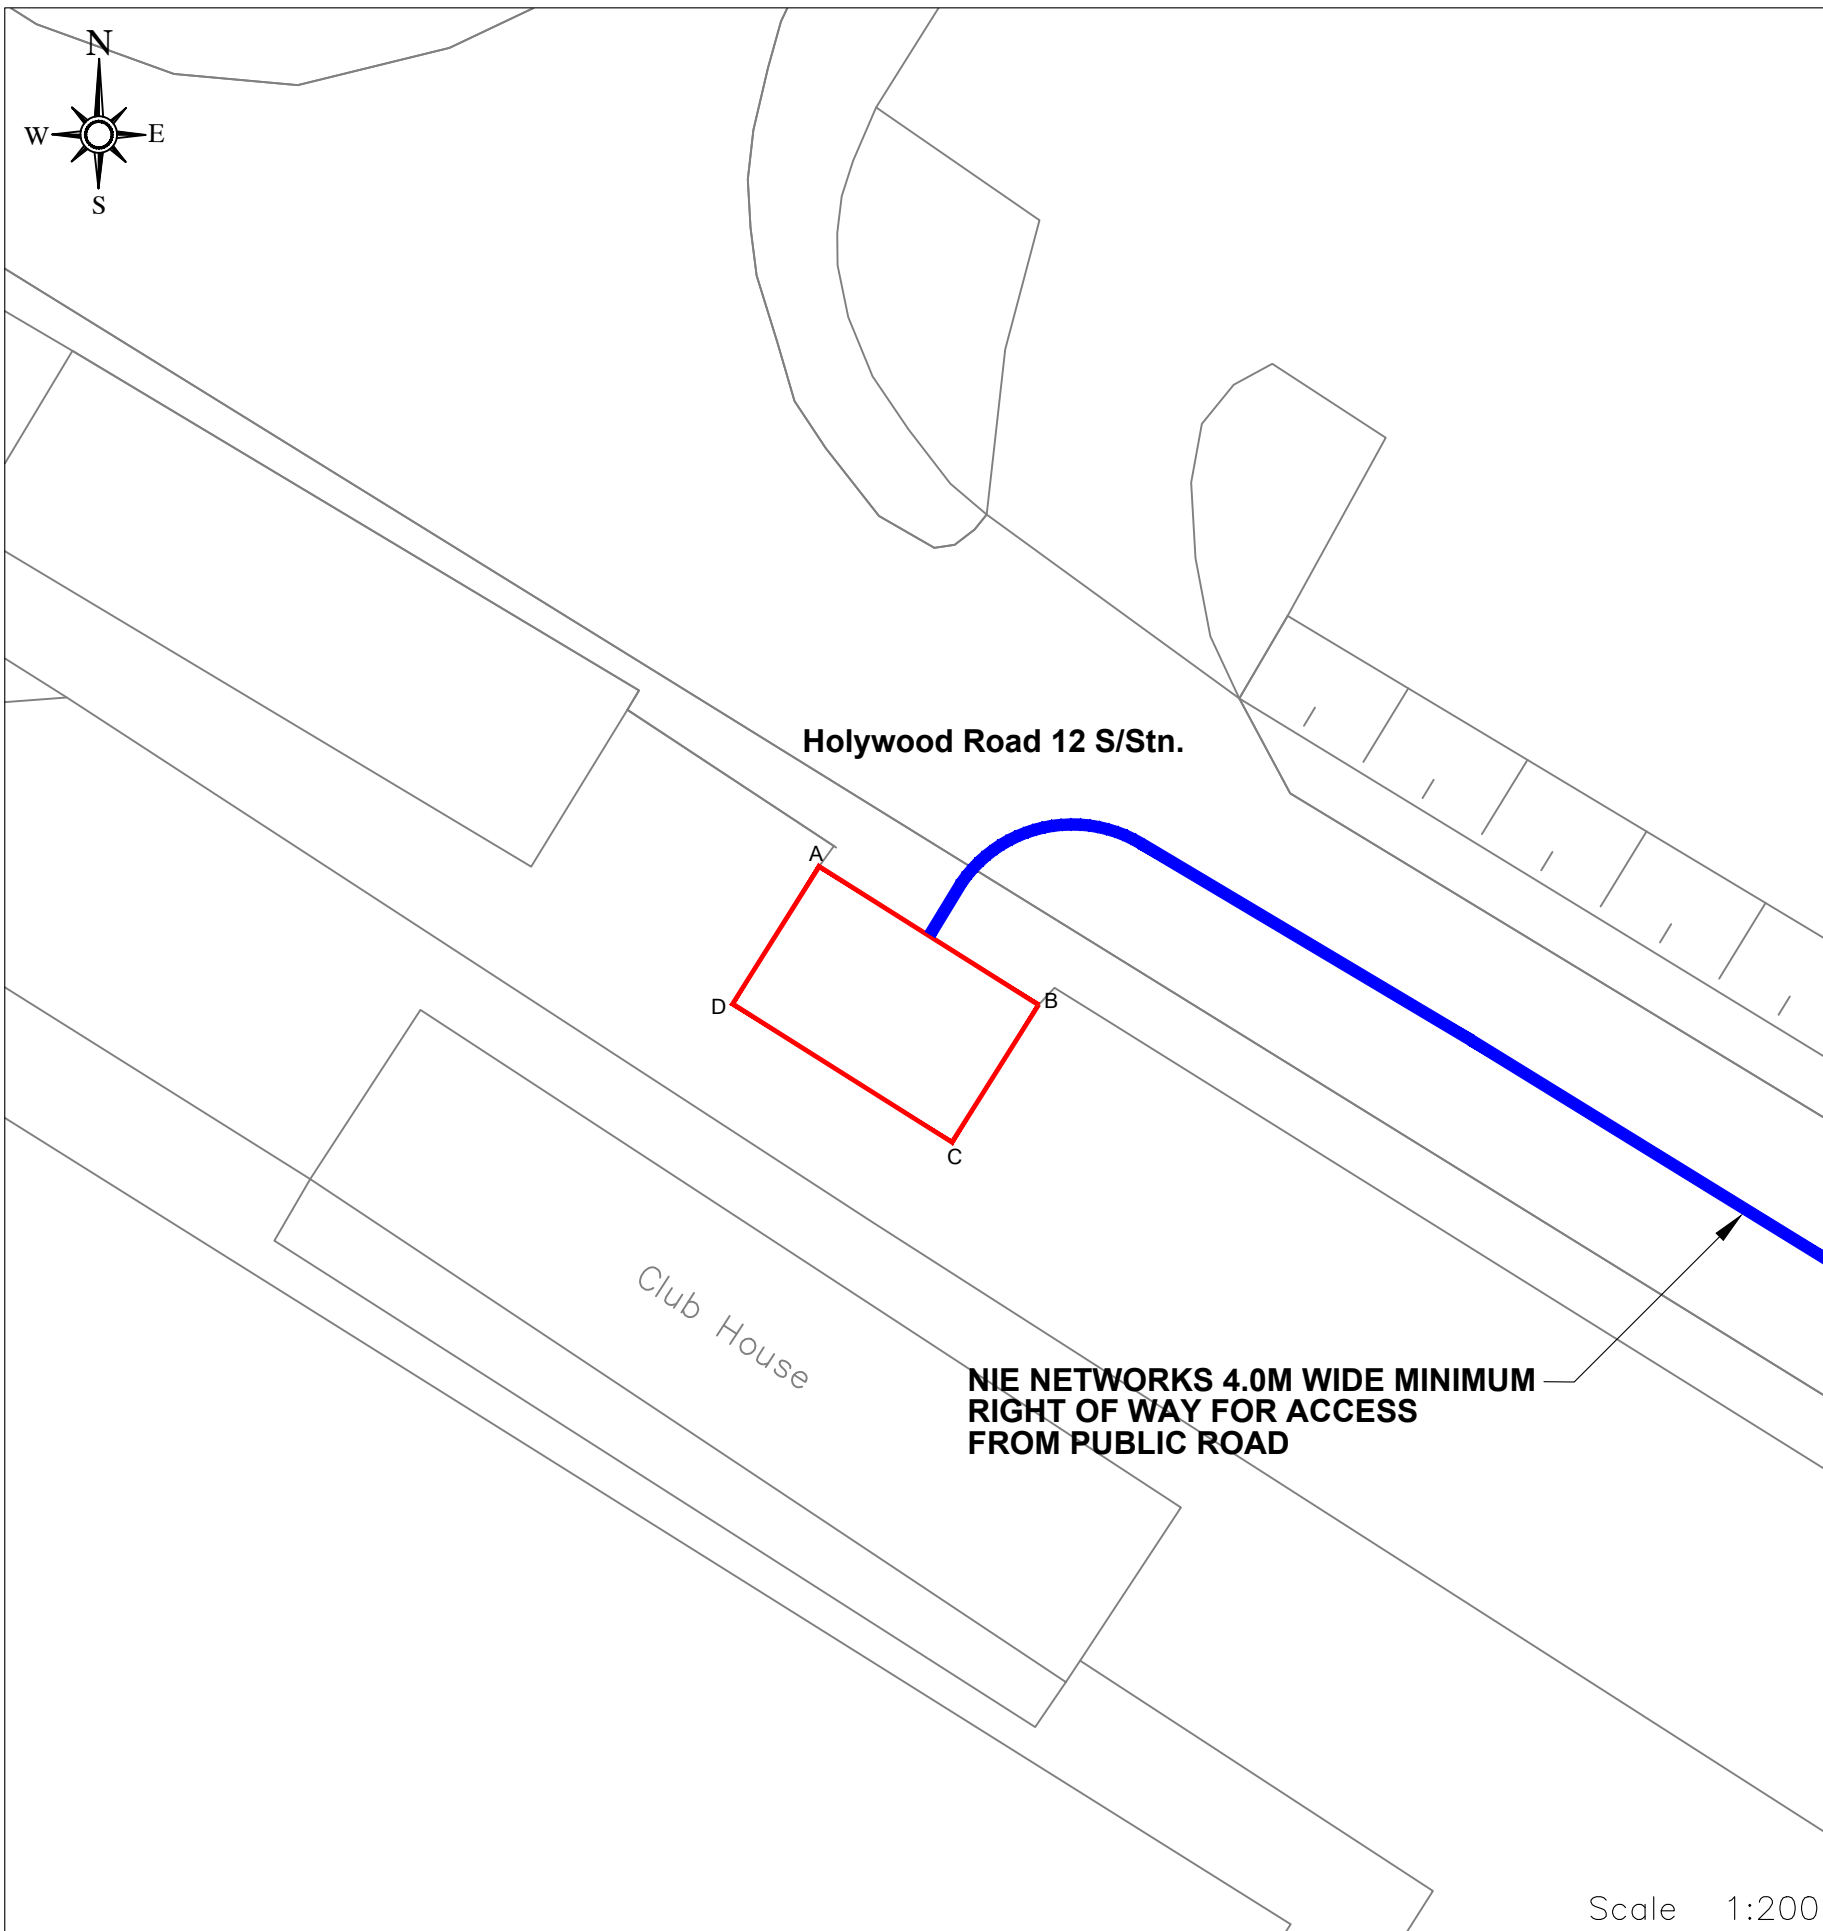 N
W E
S
Holywood Road 12 S/Stn.
A
B
D
C
Club House
NIE NETWORKS 4.0M WIDE MINIMUM
RIGHT OF WAY FOR ACCESS
FROM PUBLIC ROAD
Scale 1:200